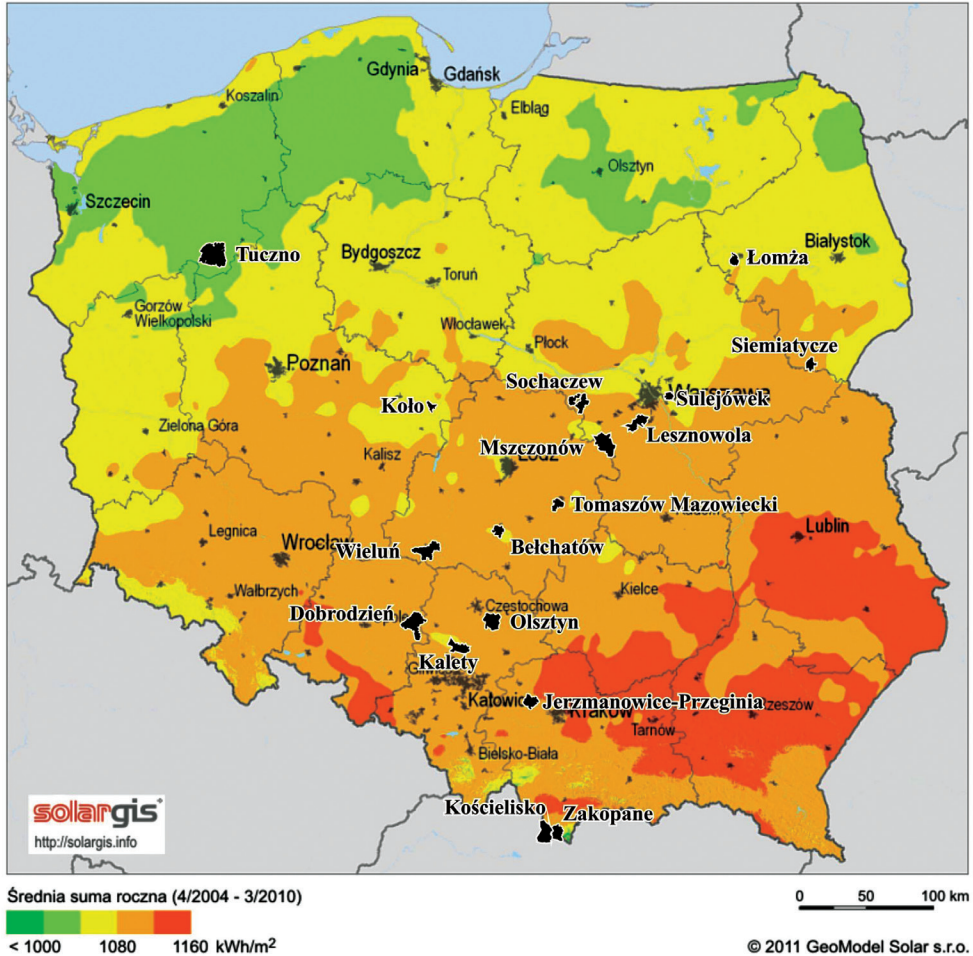 Gdynia
Gdańsk
Koszalin
Elbląg
Olsztyn
Szczecin
Białystok
Tuczno
Bydgoszcz
Łomża
Toruń
Gorzów
Wielkopolski
Włocławek
Płock
Siemiatycze
Poznań
Sochaczew
Sulejówek
Koło
Lesznowola
Zielona Góra
Mszczonów
Kalisz
Tomaszów Mazowiecki
Lublin
Legnica
Wrocław
Wieluń
Bełchatów
Wałbrzych
Kielce
Częstochowa
Dobrodzień
Olsztyn
Kalety
Katowic
Jerzmanowice-Przeginia
Kraków
Rzeszów
Tarnów
Bielsko-Biała
Kościelisko
Zakopane
solargis®
http://solargis.info
Średnia suma roczna (4/2004 - 3/2010)
0 50 100 km
< 1000 1080 1160 kWh/m²
© 2011 GeoModel Solar s.r.o.